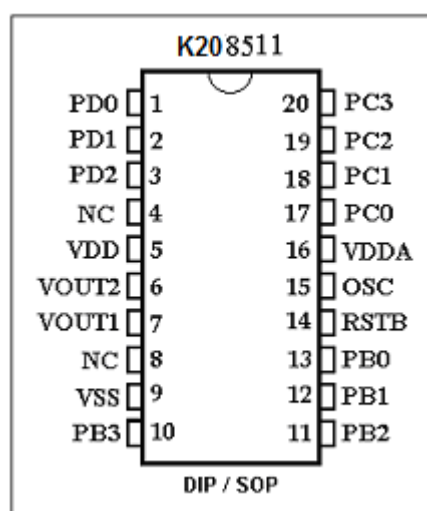 K208511
PD0 1 20 PC3
PD1 2 19 PC2
PD2 3 18 PC1
NC 4 17 PC0
VDD 5 16 VDDA
VOUT2 6 15 OSC
VOUT1 7 14 RSTB
NC 8 13 PB0
VSS 9 12 PB1
PB3 10 11 PB2
DIP / SOP